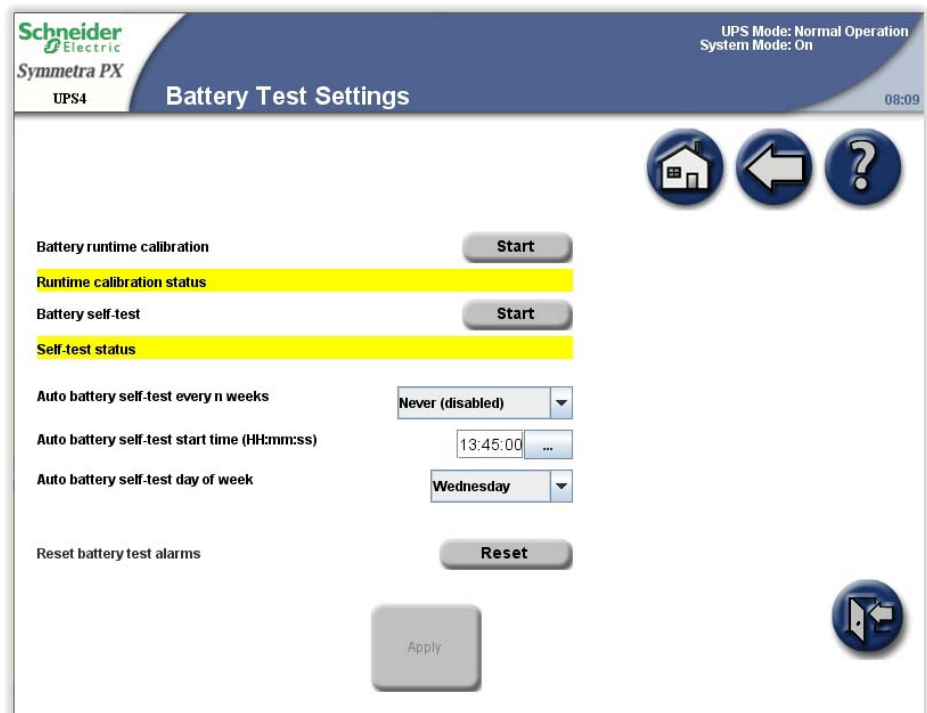 Schneider
Electric
Symmetra PX
UPS4
Battery Test Settings
UPS Mode: Normal Operation
System Mode: On
08:09
?
Battery runtime calibration Start
Runtime calibration status
Battery self-test Start
Self-test status
Auto battery self-test every n weeks Never (disabled)
Auto battery self-test start time (HH:mm:ss) 13:45:00 ...
Auto battery self-test day of week Wednesday
Reset battery test alarms Reset
Apply